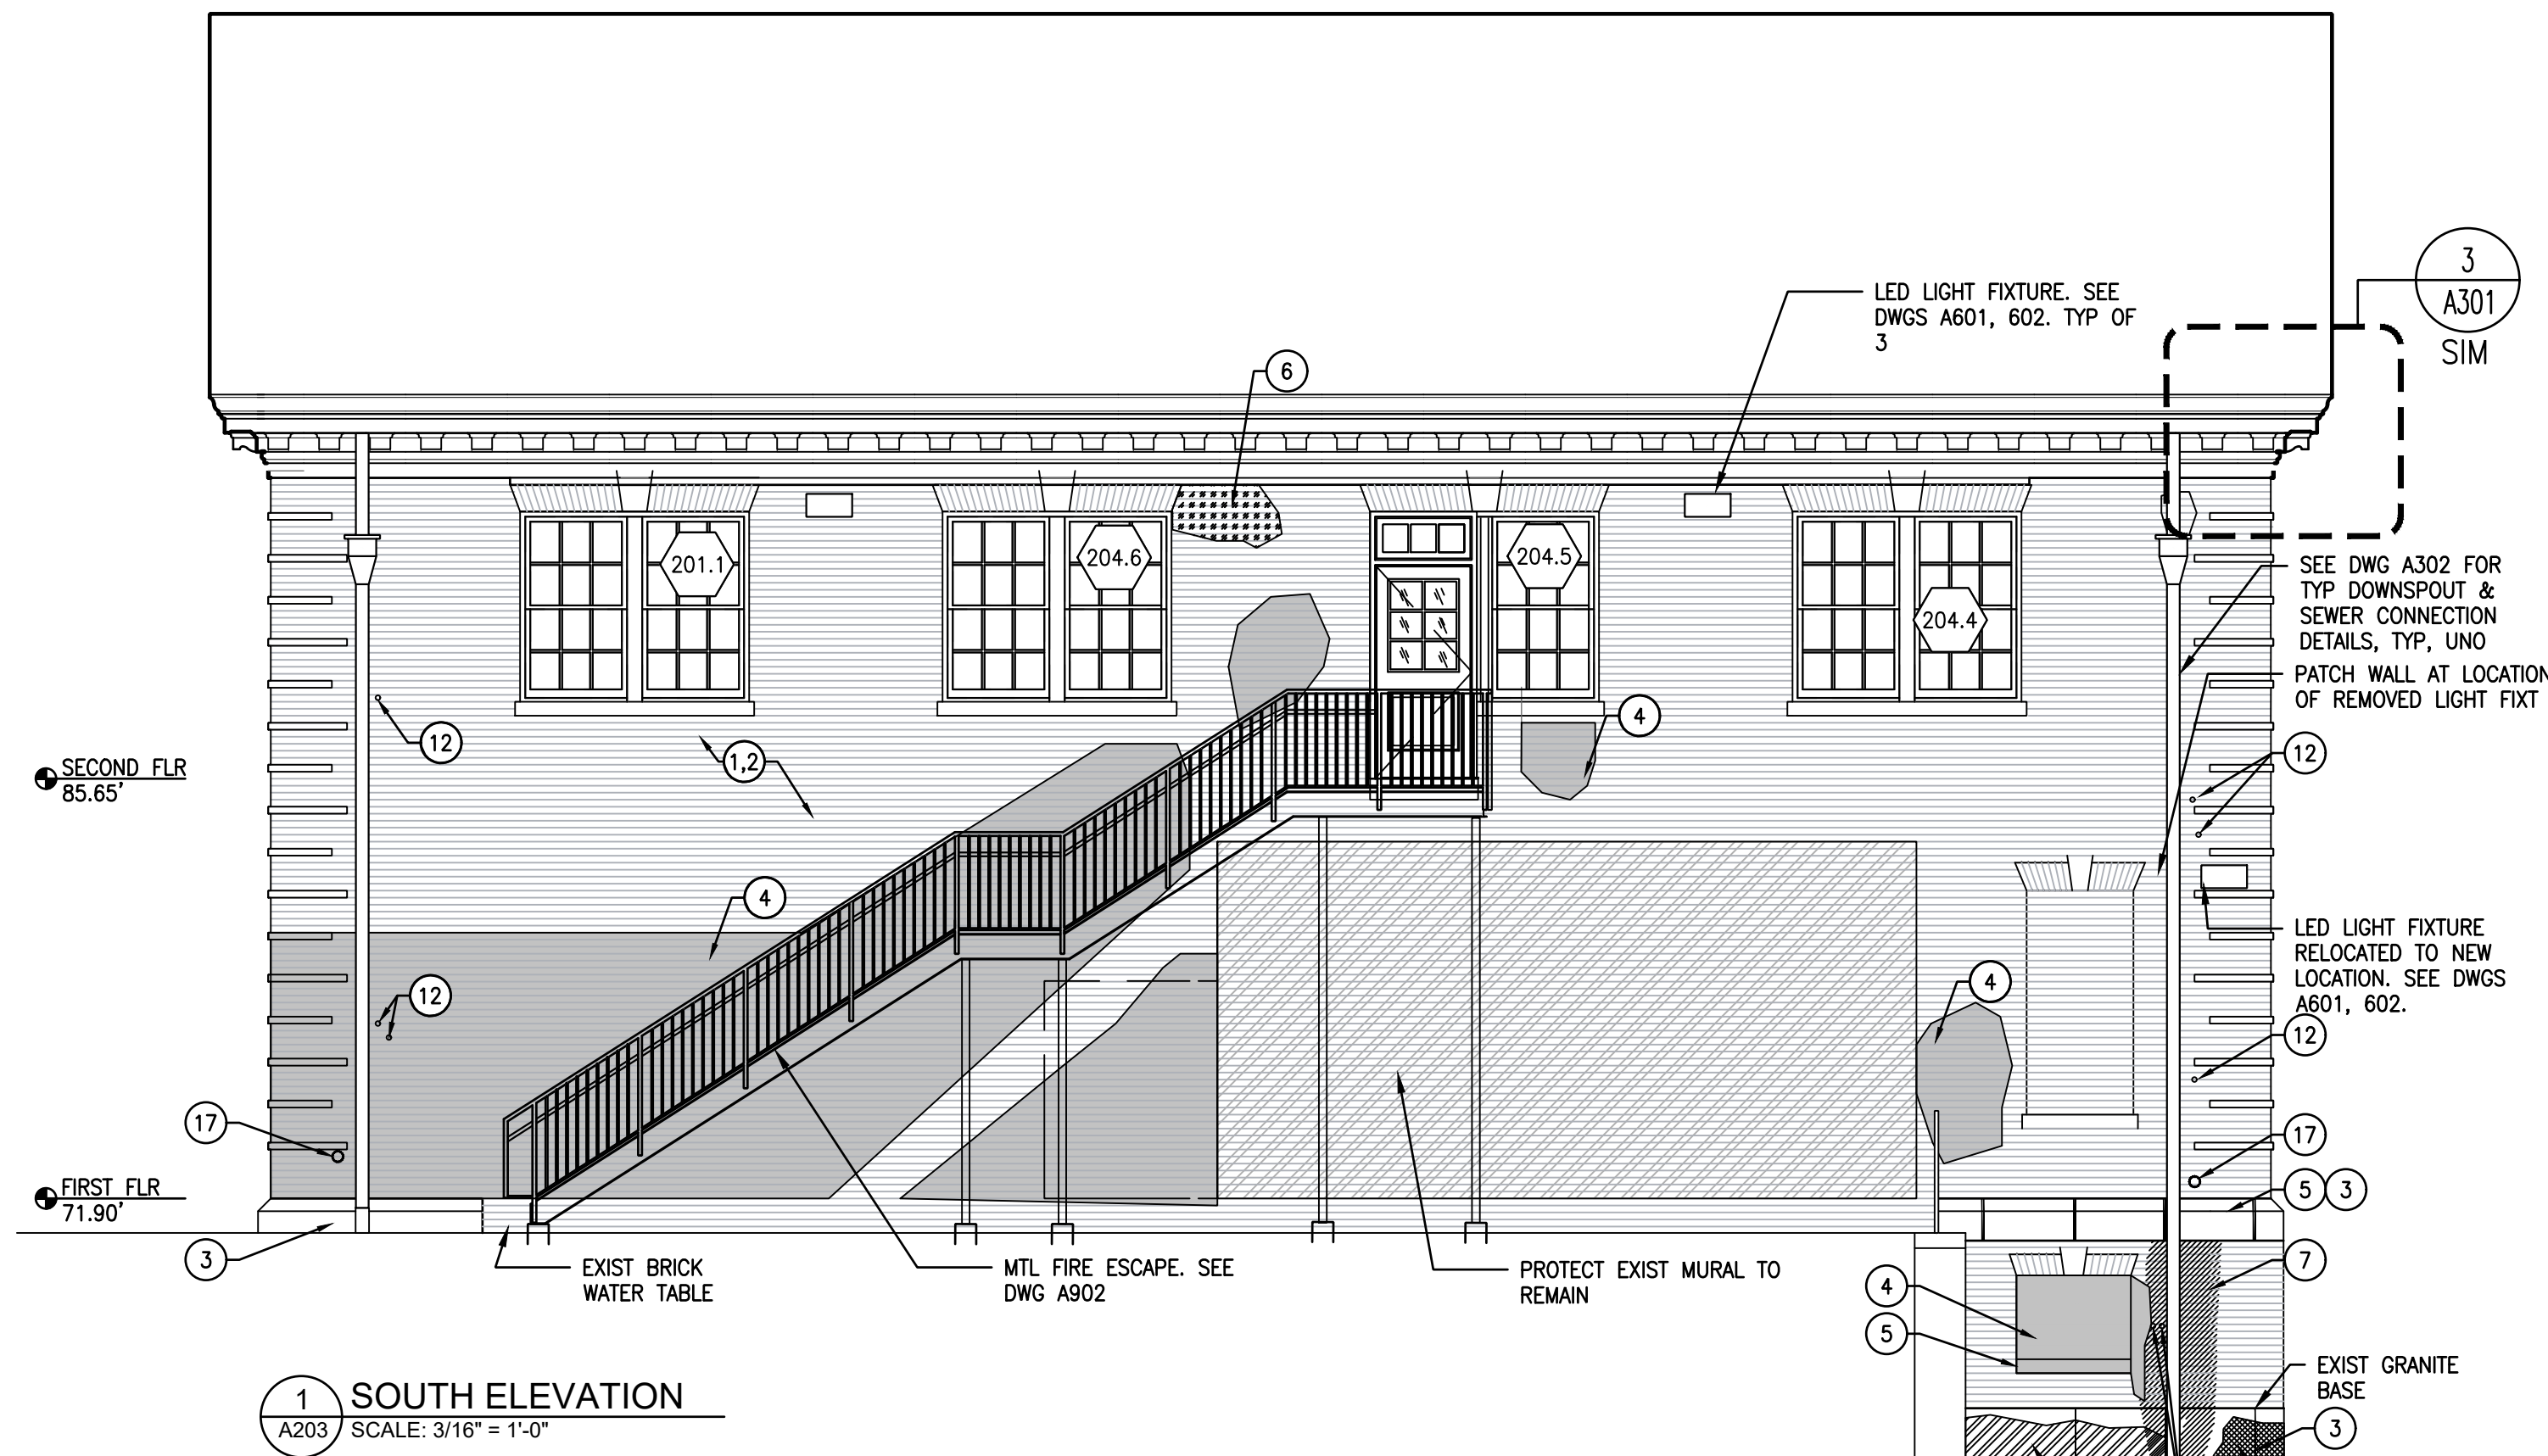 LED LIGHT FIXTURE. SEE
DWGS A601, 602. TYP OF
3
3
A301
SIM
6
201.1
204.6
204.5
204.4
SEE DWG A302 FOR
TYP DOWNSPOUT &
SEWER CONNECTION
DETAILS, TYP, UNO
PATCH WALL AT LOCATION
OF REMOVED LIGHT FIXT
12
1,2
4
12
SECOND FLR
85.65'
4
LED LIGHT FIXTURE
RELOCATED TO NEW
LOCATION. SEE DWGS
A601, 602.
12
4
12
17
17
FIRST FLR
71.90'
5
3
3
EXIST BRICK
WATER TABLE
MTL FIRE ESCAPE. SEE
DWG A902
PROTECT EXIST MURAL TO
REMAIN
7
4
5
EXIST GRANITE
BASE
3
1
A203
SOUTH ELEVATION
SCALE: 3/16" = 1'-0"